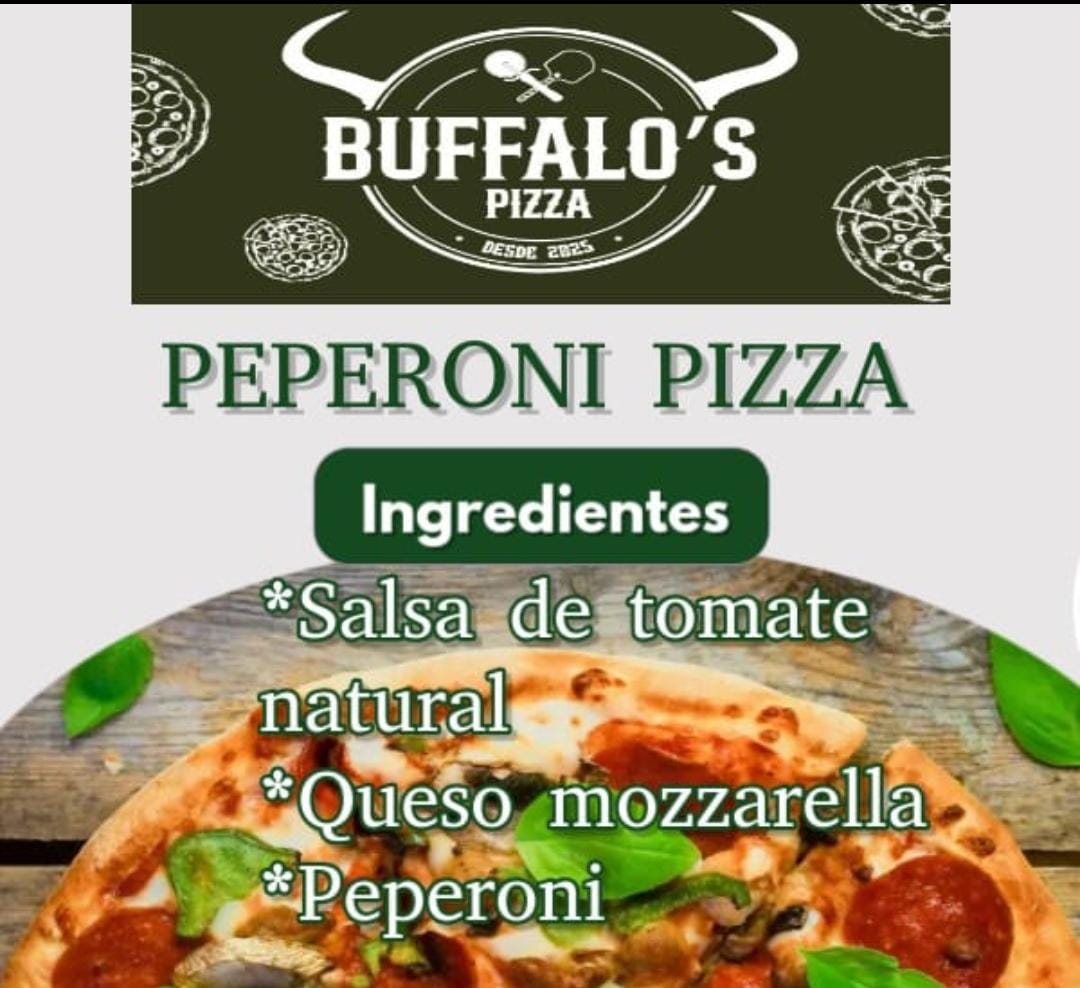 BUFFALO'S
PIZZA
DESDE 2025
PEPERONI PIZZA
Ingredientes
*Salsa de tomate
natural
*Queso mozzarella
*Peperoni